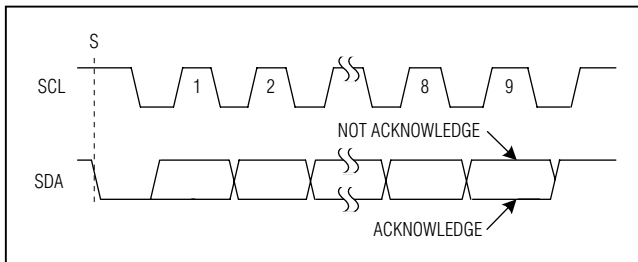 S
SCL 1 2 8 9
NOT ACKNOWLEDGE
SDA
ACKNOWLEDGE